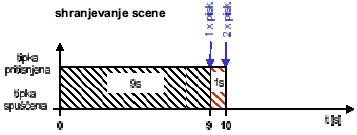 shranjevanje scene
1 x pisk
2 x pisk
tipka
pritisnjena
9s
1s
tipka
spuščena
t [s]
0
9
10